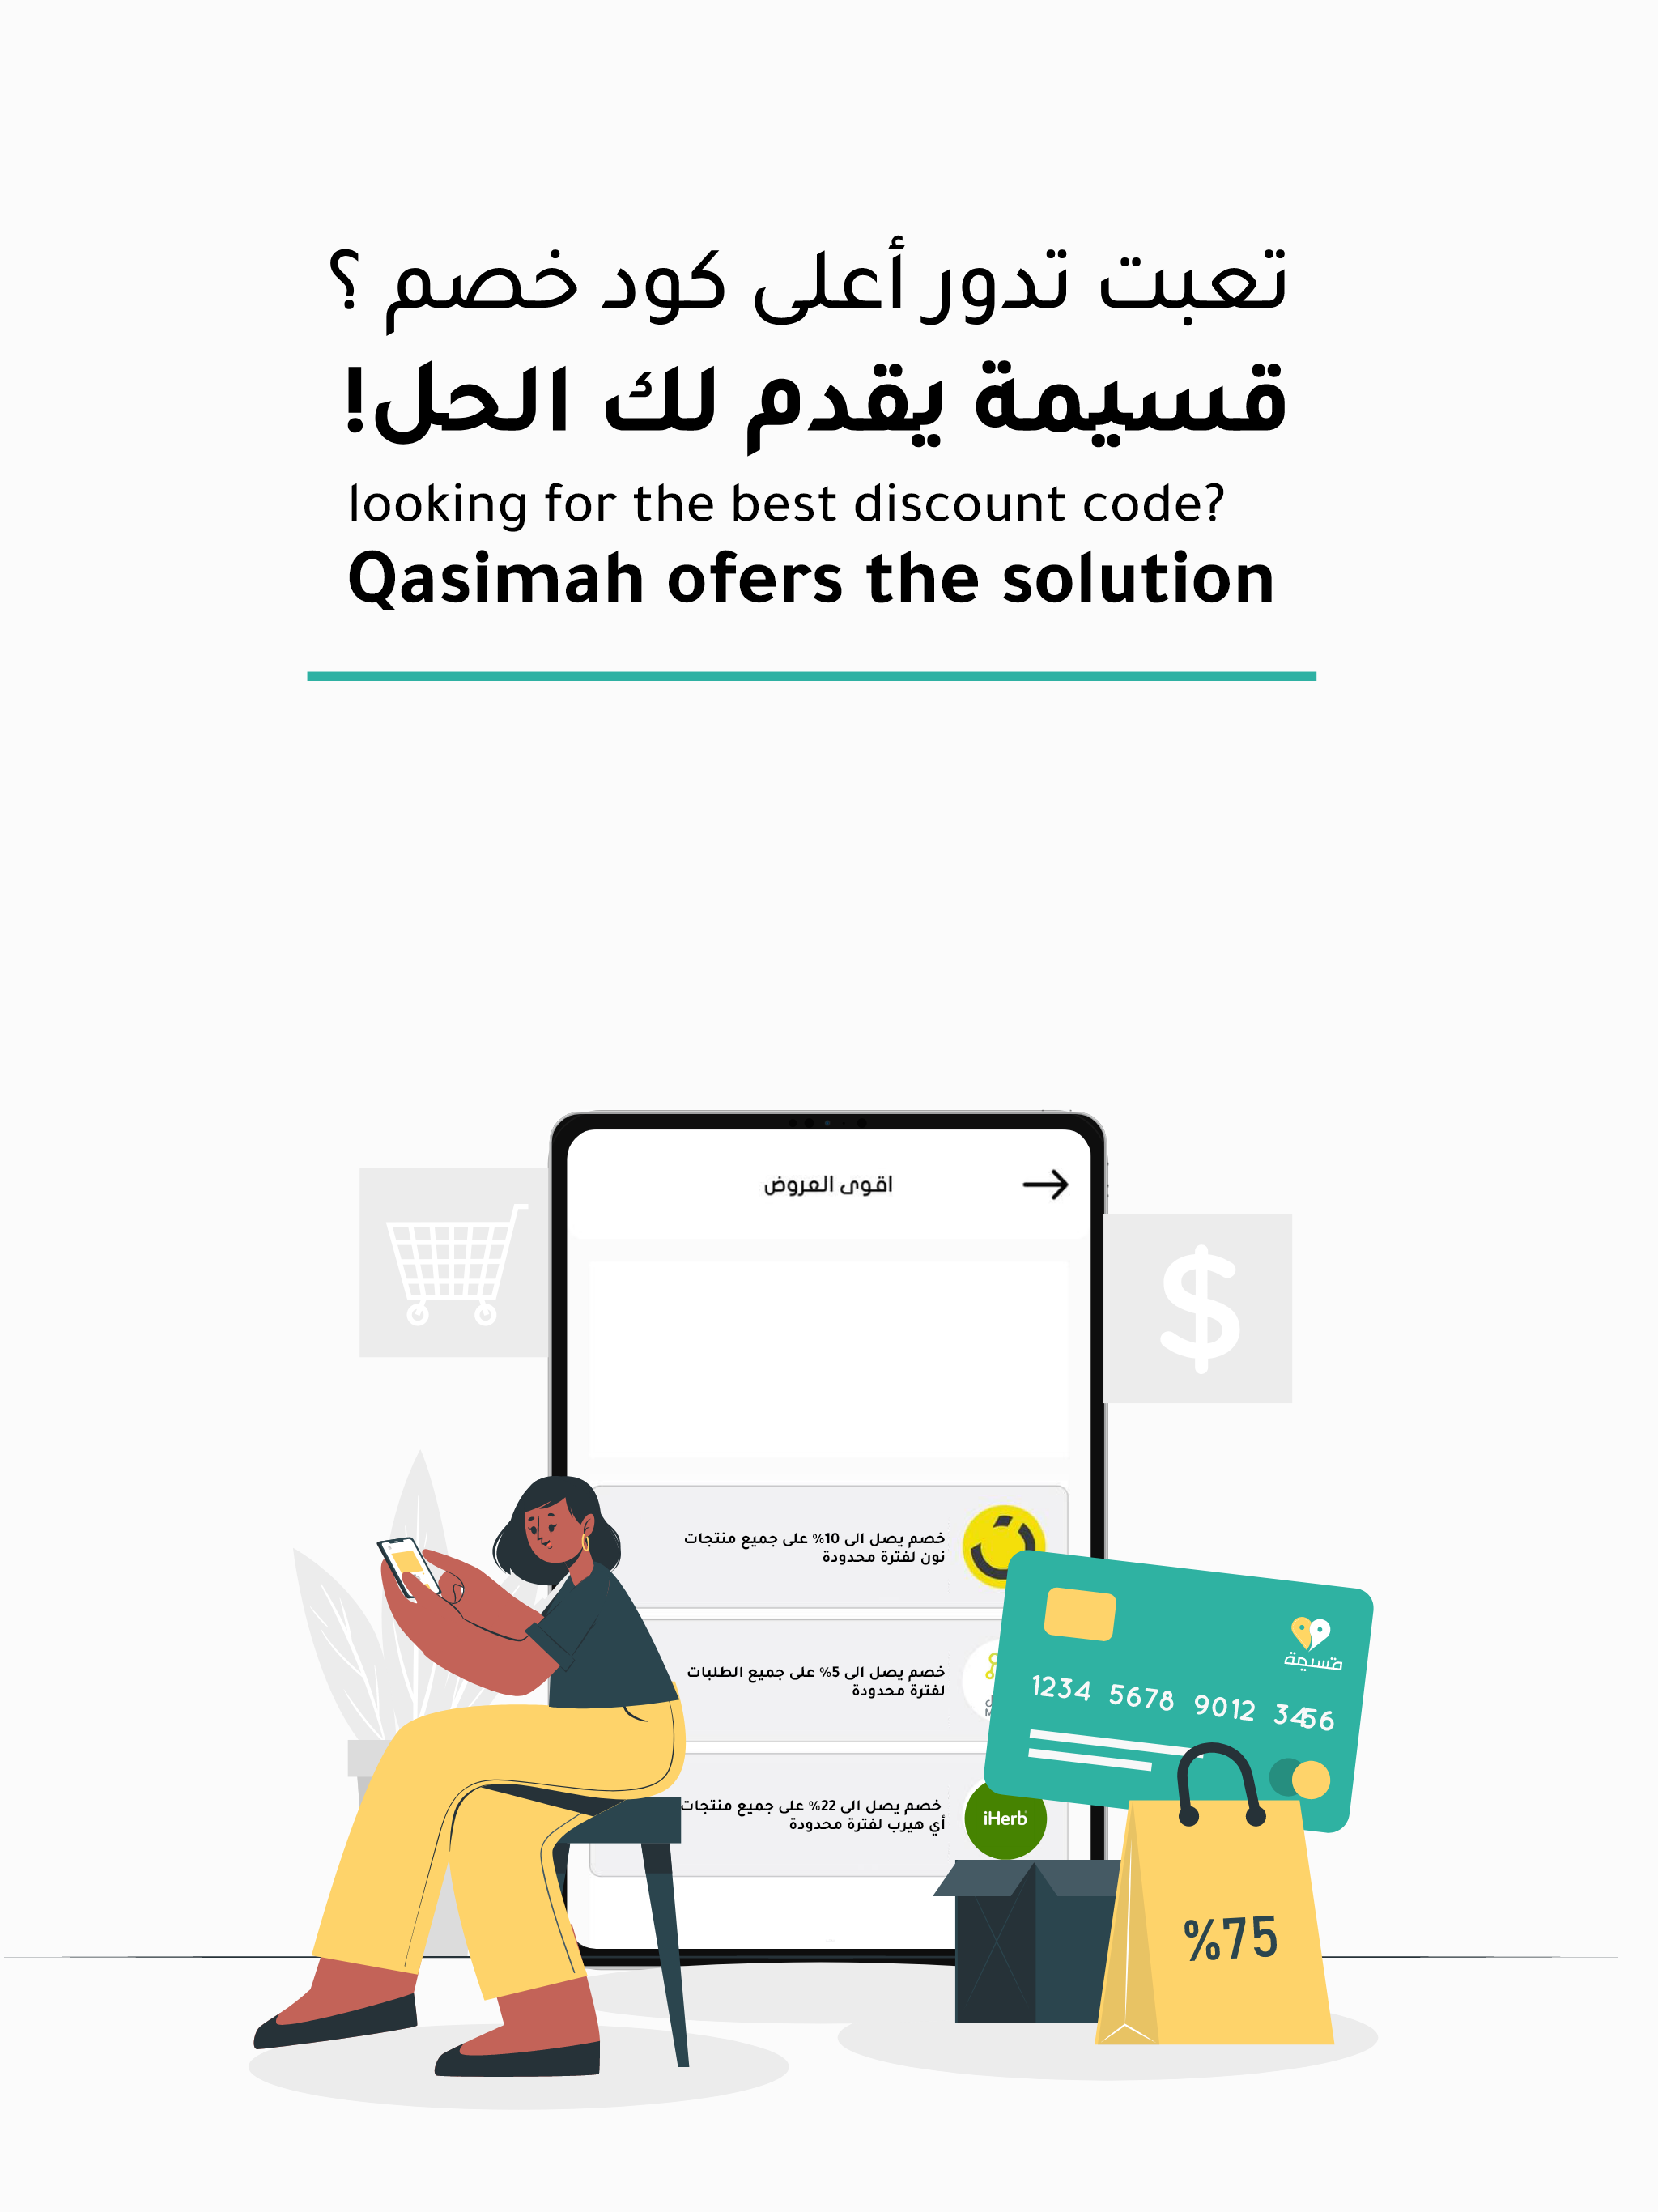 تعبت تدور أعلى كود خصم ؟
قسيمة يقدم لك الحل!
looking for the best discount code?
Qasimah ofers the solution
اقوى العروض
خصم يصل الى 10% على جميع منتجات
نون لفترة محدودة
خصم يصل الى 5% على جميع الطلبات
لفترة محدودة
خصم يصل الى 22% على جميع منتجات
أي هيرب لفترة محدودة
iHerb
قسيمة
1234 5678 9012 3456
%75